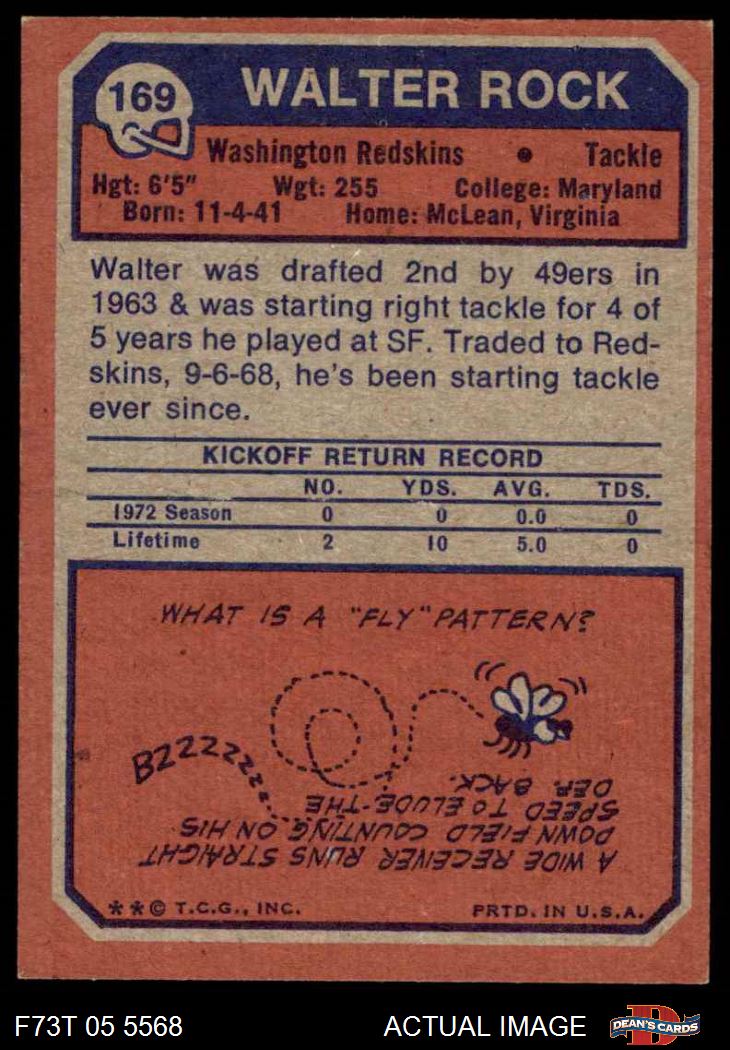 169
WALTER ROCK
Washington Redskins • Tackle
Hgt: 6'5" Wgt: 255 College: Maryland
Born: 11-4-41 Home: McLean, Virginia
Walter was drafted 2nd by 49ers in
1963 & was starting right tackle for 4 of
5 years he played at SF. Traded to Red-
skins, 9-6-68, he's been starting tackle
ever since.
KICKOFF RETURN RECORD
NO. YDS. AVG. TDS.
1972 Season 0 0 0.0 0
Lifetime 2 10 5.0 0
WHAT IS A "FLY" PATTERN?
BZZZZZZZ
A WIDE RECEIVER RUNS STRAIGHT
DOWN FIELD COUNTING ON HIS
SPEED TO ELUDE THE
DEF. BACK.
**© T.C.G., INC. PRTD. IN U.S.A.
F73T 05 5568 ACTUAL IMAGE DEAN'S CARDS